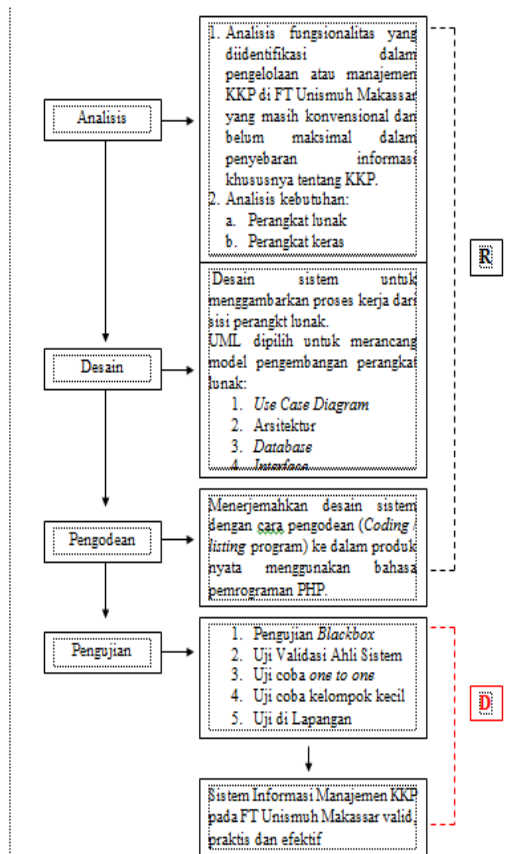 Analisis
1. Analisis fungsionalitas yang
diidentifikasi dalam
pengelolaan atau manajemen
KKP di FT Unismuh Makassar
yang masih konvensional dan
belum maksimal dalam
penyebaran informasi
khususnya tentang KKP.
2. Analisis kebutuhan:
a. Perangkat lunak
b. Perangkat keras
R
Desain
Desain sistem untuk
menggambarkan proses kerja dari
sisi perangkt lunak.
UML dipilih untuk merancang
model pengembangan perangkat
lunak:
1. Use Case Diagram
2. Arsitektur
3. Database
4. Interface
Pengodean
Menerjemahkan desain sistem
dengan cara pengodean (Coding /
listing program) ke dalam produk
nyata menggunakan bahasa
pemrograman PHP.
Pengujian
1. Pengujian Blackbox
2. Uji Validasi Ahli Sistem
3. Uji coba one to one
4. Uji coba kelompok kecil
5. Uji di Lapangan
D
Sistem Informasi Manajemen KKP
pada FT Unismuh Makassar valid,
praktis dan efektif